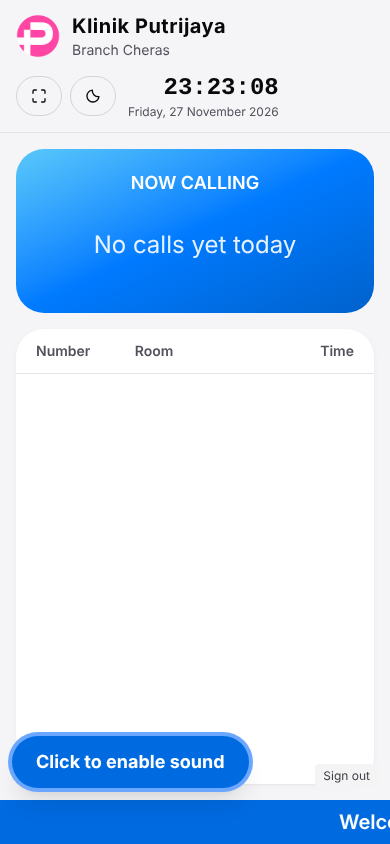 Klinik Putrijaya
Branch Cheras
23:23:08
Friday, 27 November 2026
NOW CALLING
No calls yet today
Number Room Time
Click to enable sound
Sign out